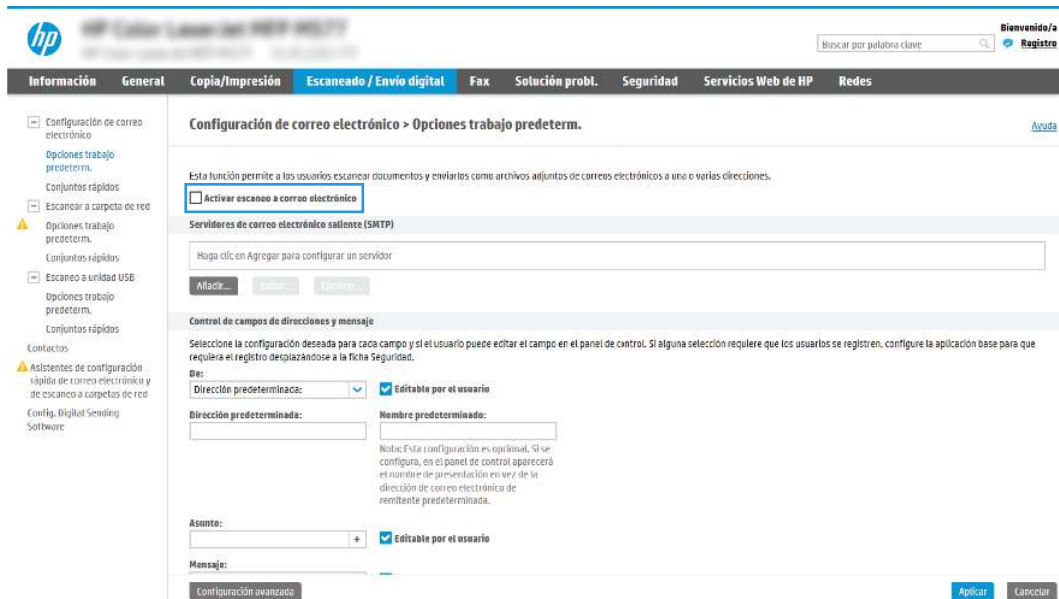 hp
Bienvenido/a
Buscar por palabra clave
Registro
Información General Copia/Impresión Escaneado / Envío digital Fax Solución probl. Seguridad Servicios Web de HP Redes
Configuración de correo
electrónico
Opciones trabajo
predeterm.
Conjuntos rápidos
Escanear a carpeta de red
Opciones trabajo
predeterm.
Conjuntos rápidos
Escaneo a unidad USB
Opciones trabajo
predeterm.
Conjuntos rápidos
Contactos
Asistentes de configuración
rápida de correo electrónico y
de escaneo a carpetas de red
Config. Digital Sending
Software
Configuración de correo electrónico > Opciones trabajo predeterm.
Ayuda
Esta función permite a los usuarios escanear documentos y enviarlos como archivos adjuntos de correos electrónicos a una o varias direcciones.
Activar escaneo a correo electrónico
Servidores de correo electrónico saliente (SMTP)
Haga clic en Agregar para configurar un servidor
Añadir... Editar... Eliminar...
Control de campos de direcciones y mensaje
Seleccione la configuración deseada para cada campo y si el usuario puede editar el campo en el panel de control. Si alguna selección requiere que los usuarios se registren, configure la aplicación base para que
requiera el registro desplazándose a la ficha Seguridad.
De:
Dirección predeterminada: Editable por el usuario
Dirección predeterminada: Nombre predeterminado:
Nota: Esta configuración es opcional. Si se
configura, en el panel de control aparecerá
el nombre de presentación en vez de la
dirección de correo electrónico de
remitente predeterminada.
Asunto:
+ Editable por el usuario
Mensaje:
Configuración avanzada Aplicar Cancelar